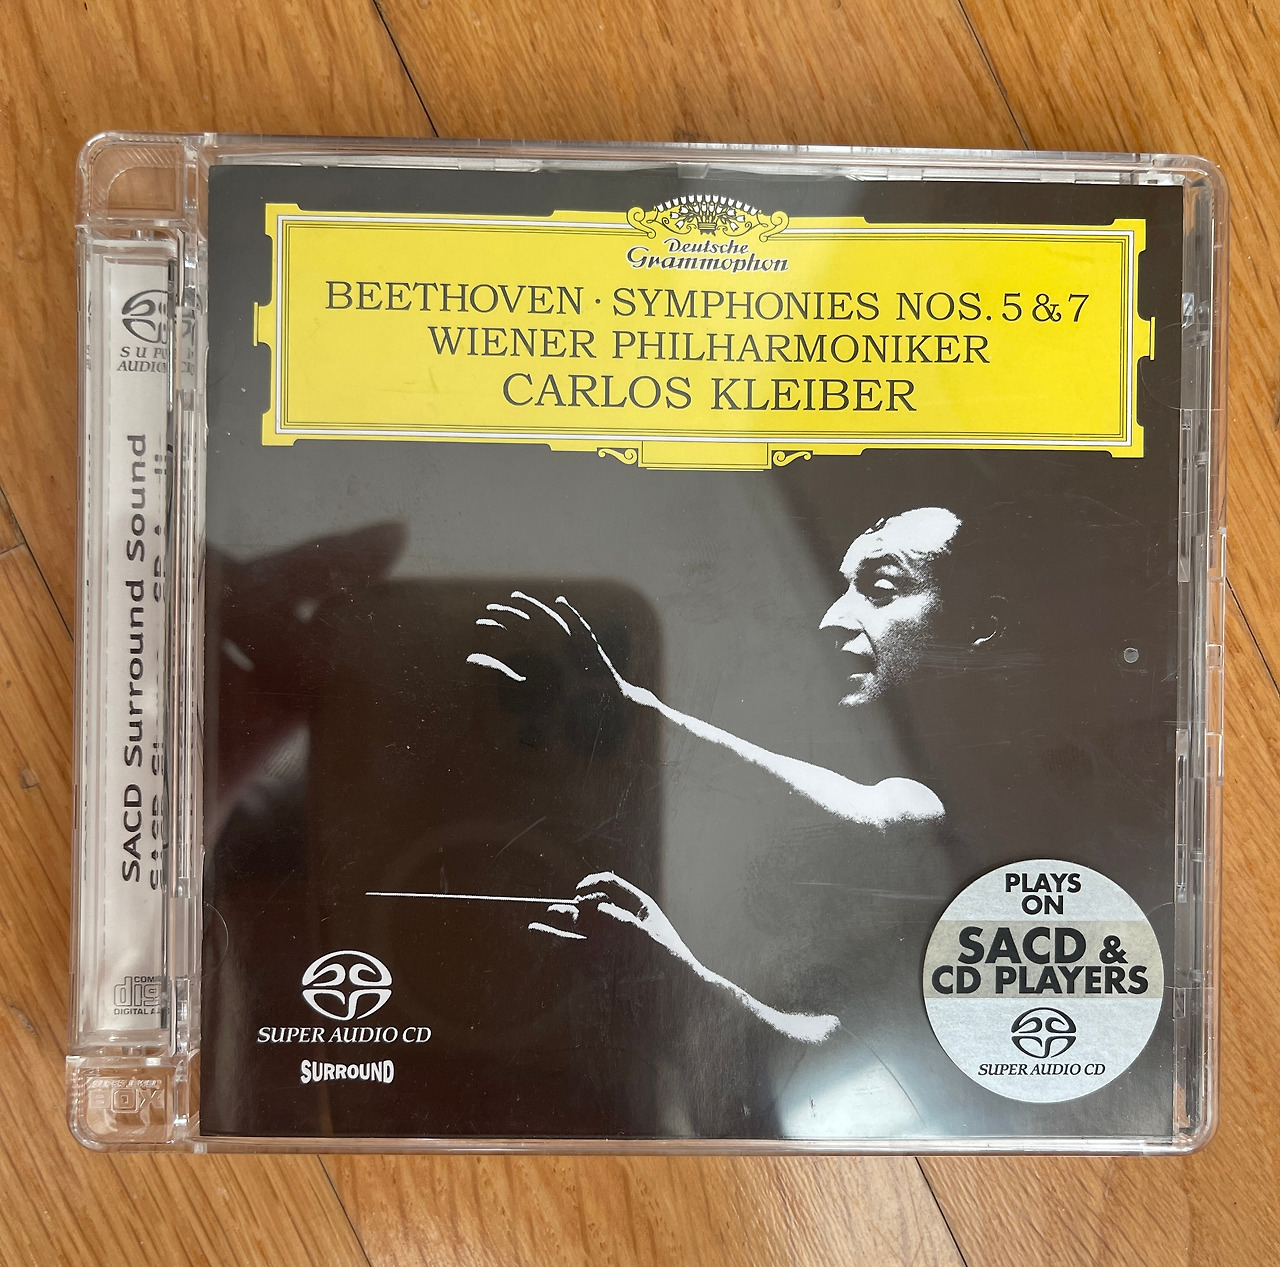 Deutsche
Grammophon
BEETHOVEN · SYMPHONIES NOS. 5 & 7
WIENER PHILHARMONIKER
CARLOS KLEIBER
SACD Surround Sound
SUPER AUDIO CD
SURROUND
PLAYS
ON
SACD &
CD PLAYERS
SUPER AUDIO CD
BOX